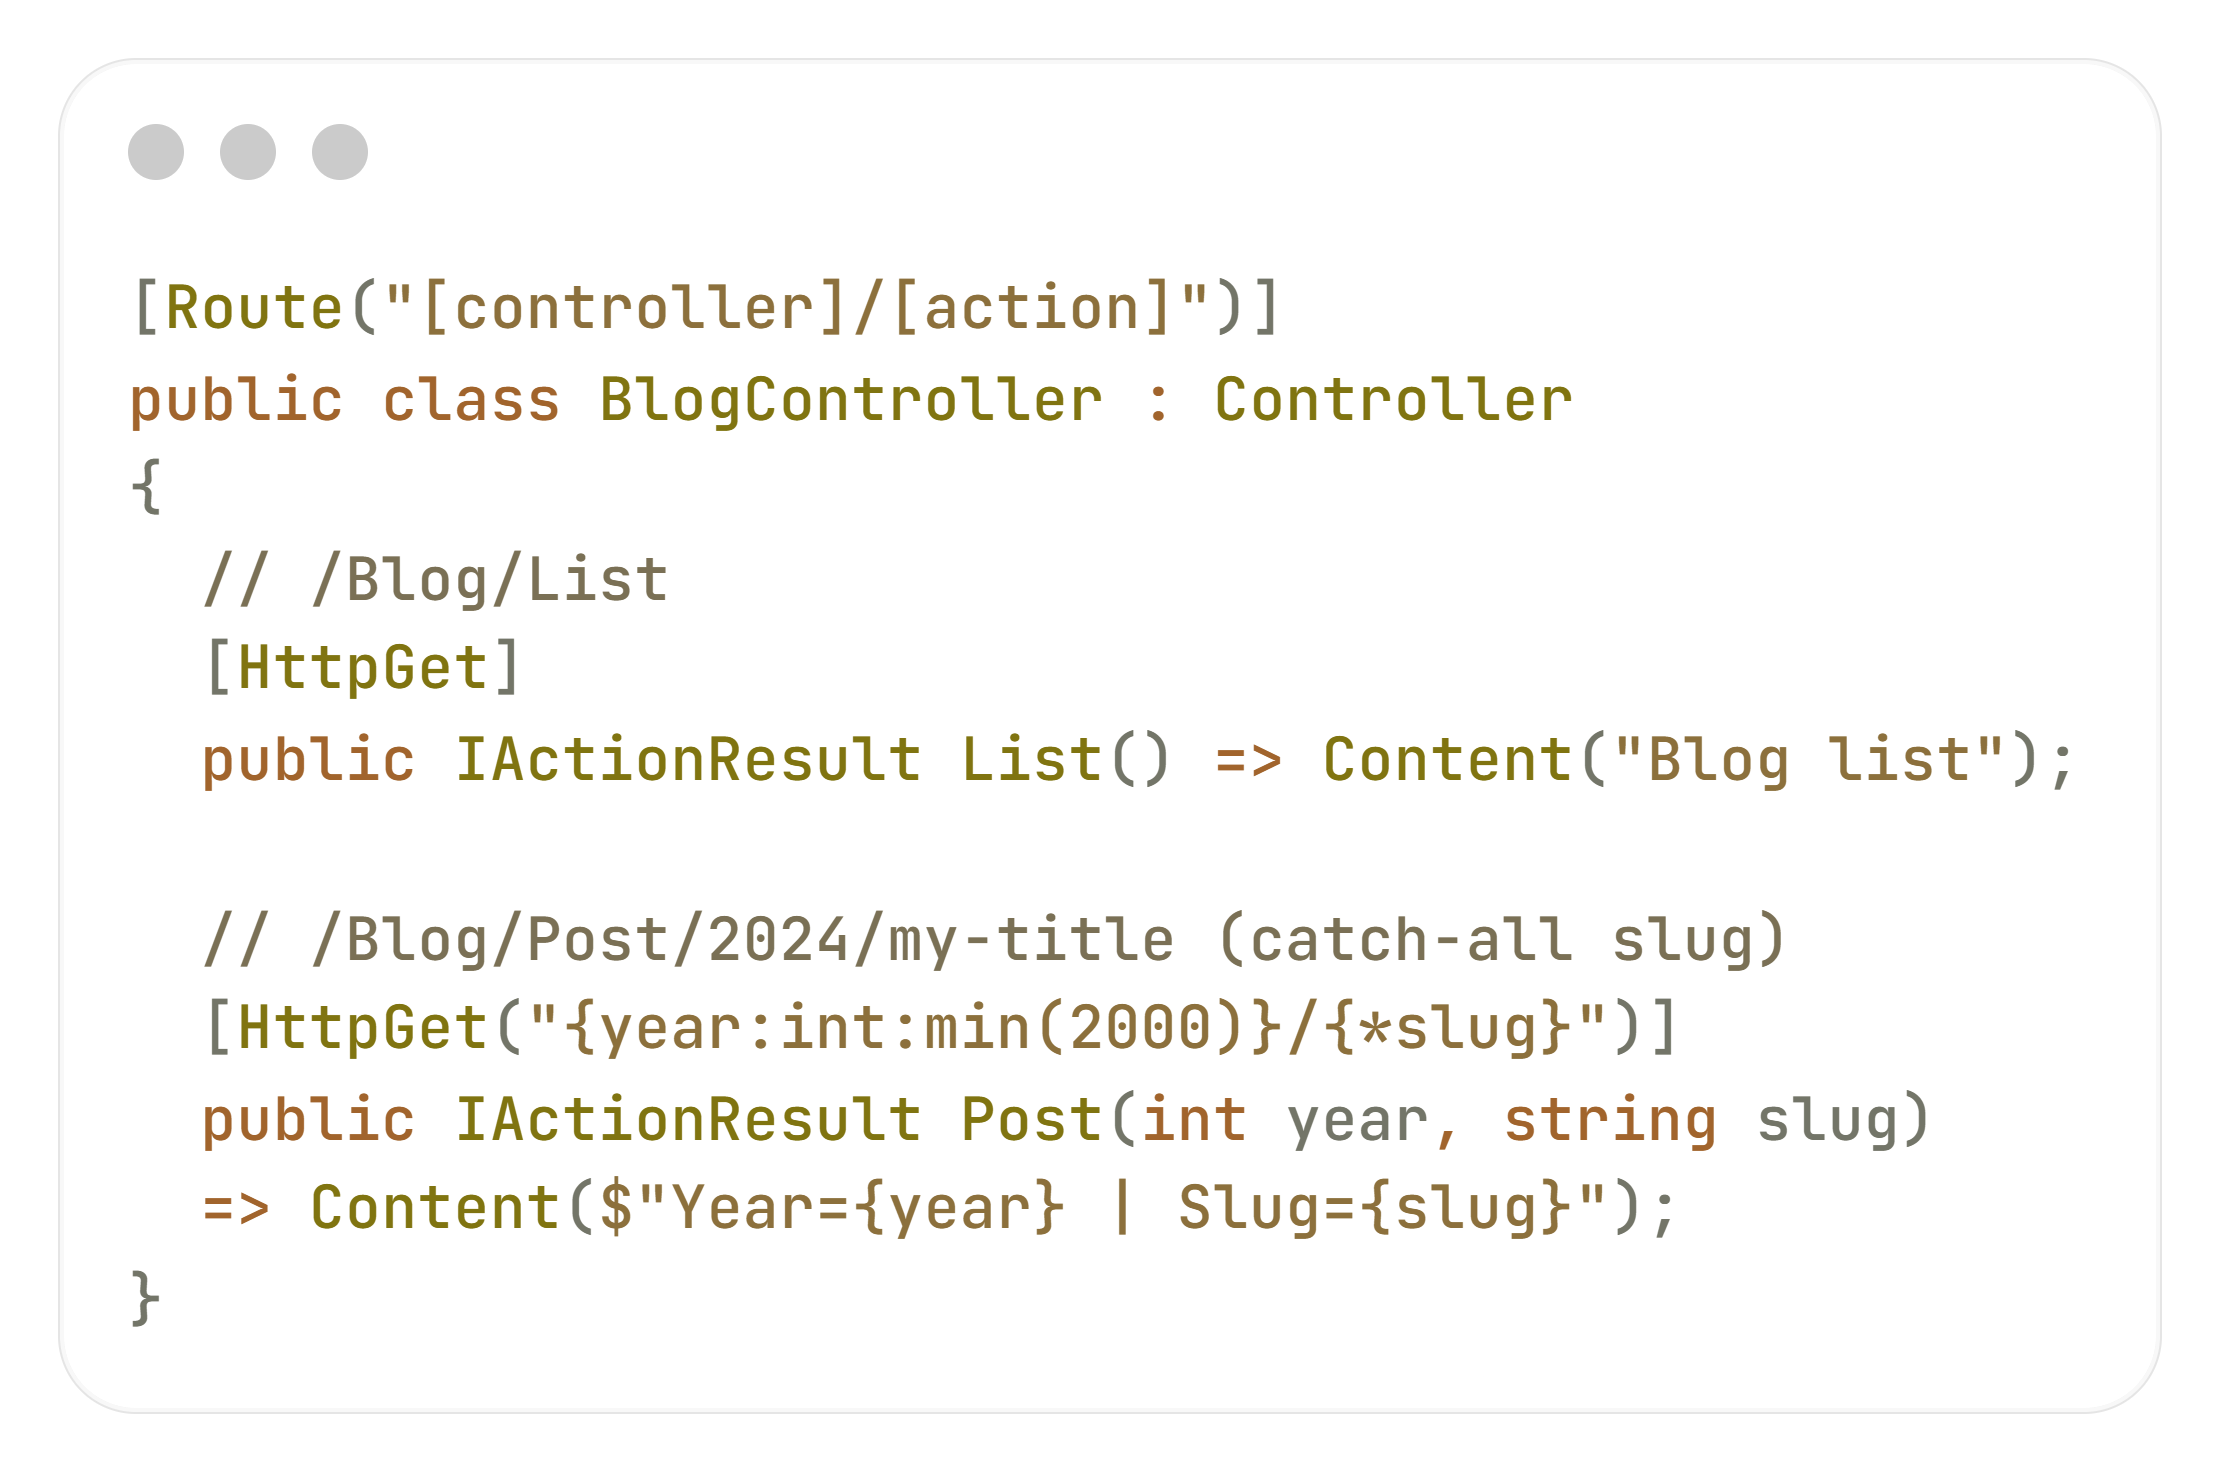 [Route("[controller]/[action]")]
public class BlogController : Controller
{
  // /Blog/List
  [HttpGet]
  public IActionResult List() => Content("Blog list");

  // /Blog/Post/2024/my-title (catch-all slug)
  [HttpGet("{year:int:min(2000)}/{*slug}")]
  public IActionResult Post(int year, string slug)
  => Content($"Year={year} | Slug={slug}");
}